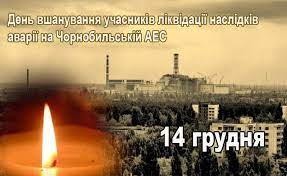 День вшанування учасників ліквідації наслідків
аварії на Чорнобильській АЕС
14 грудня